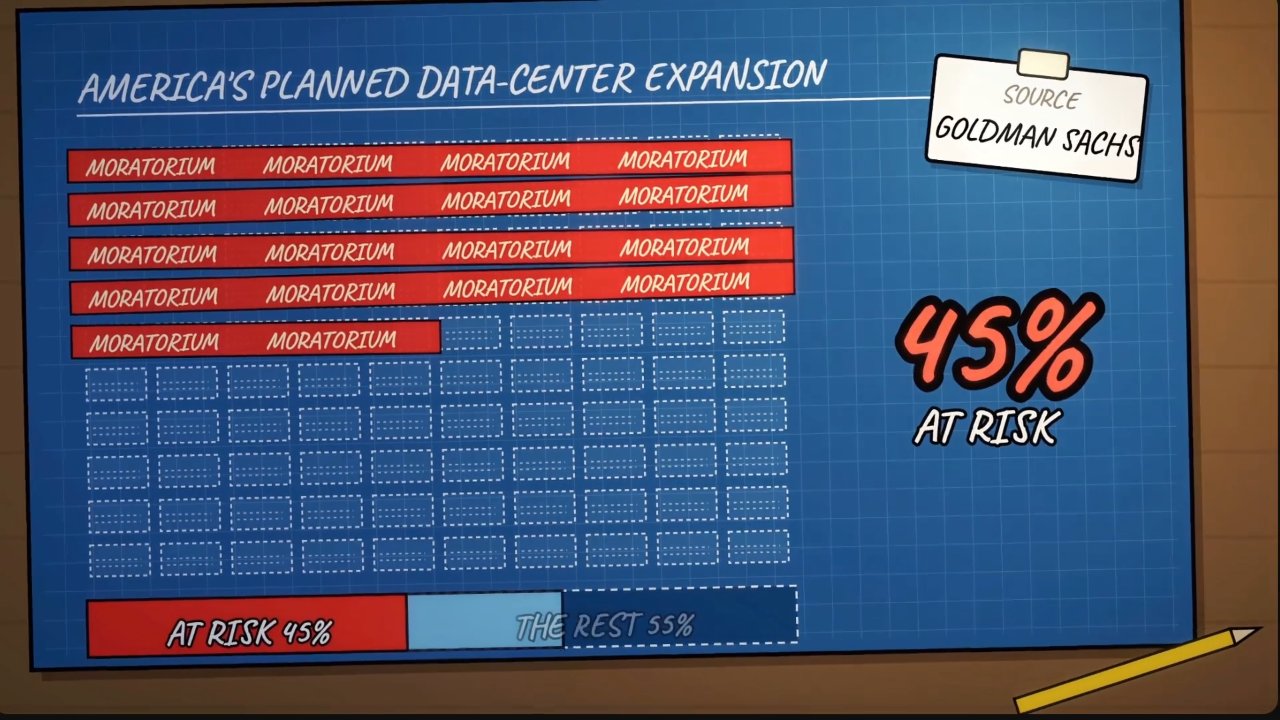 AMERICA'S PLANNED DATA-CENTER EXPANSION
SOURCE
GOLDMAN SACHS
MORATORIUM MORATORIUM MORATORIUM MORATORIUM
MORATORIUM MORATORIUM MORATORIUM MORATORIUM
MORATORIUM MORATORIUM MORATORIUM MORATORIUM
MORATORIUM MORATORIUM MORATORIUM MORATORIUM
MORATORIUM MORATORIUM
45%
AT RISK
AT RISK 45%
THE REST 55%